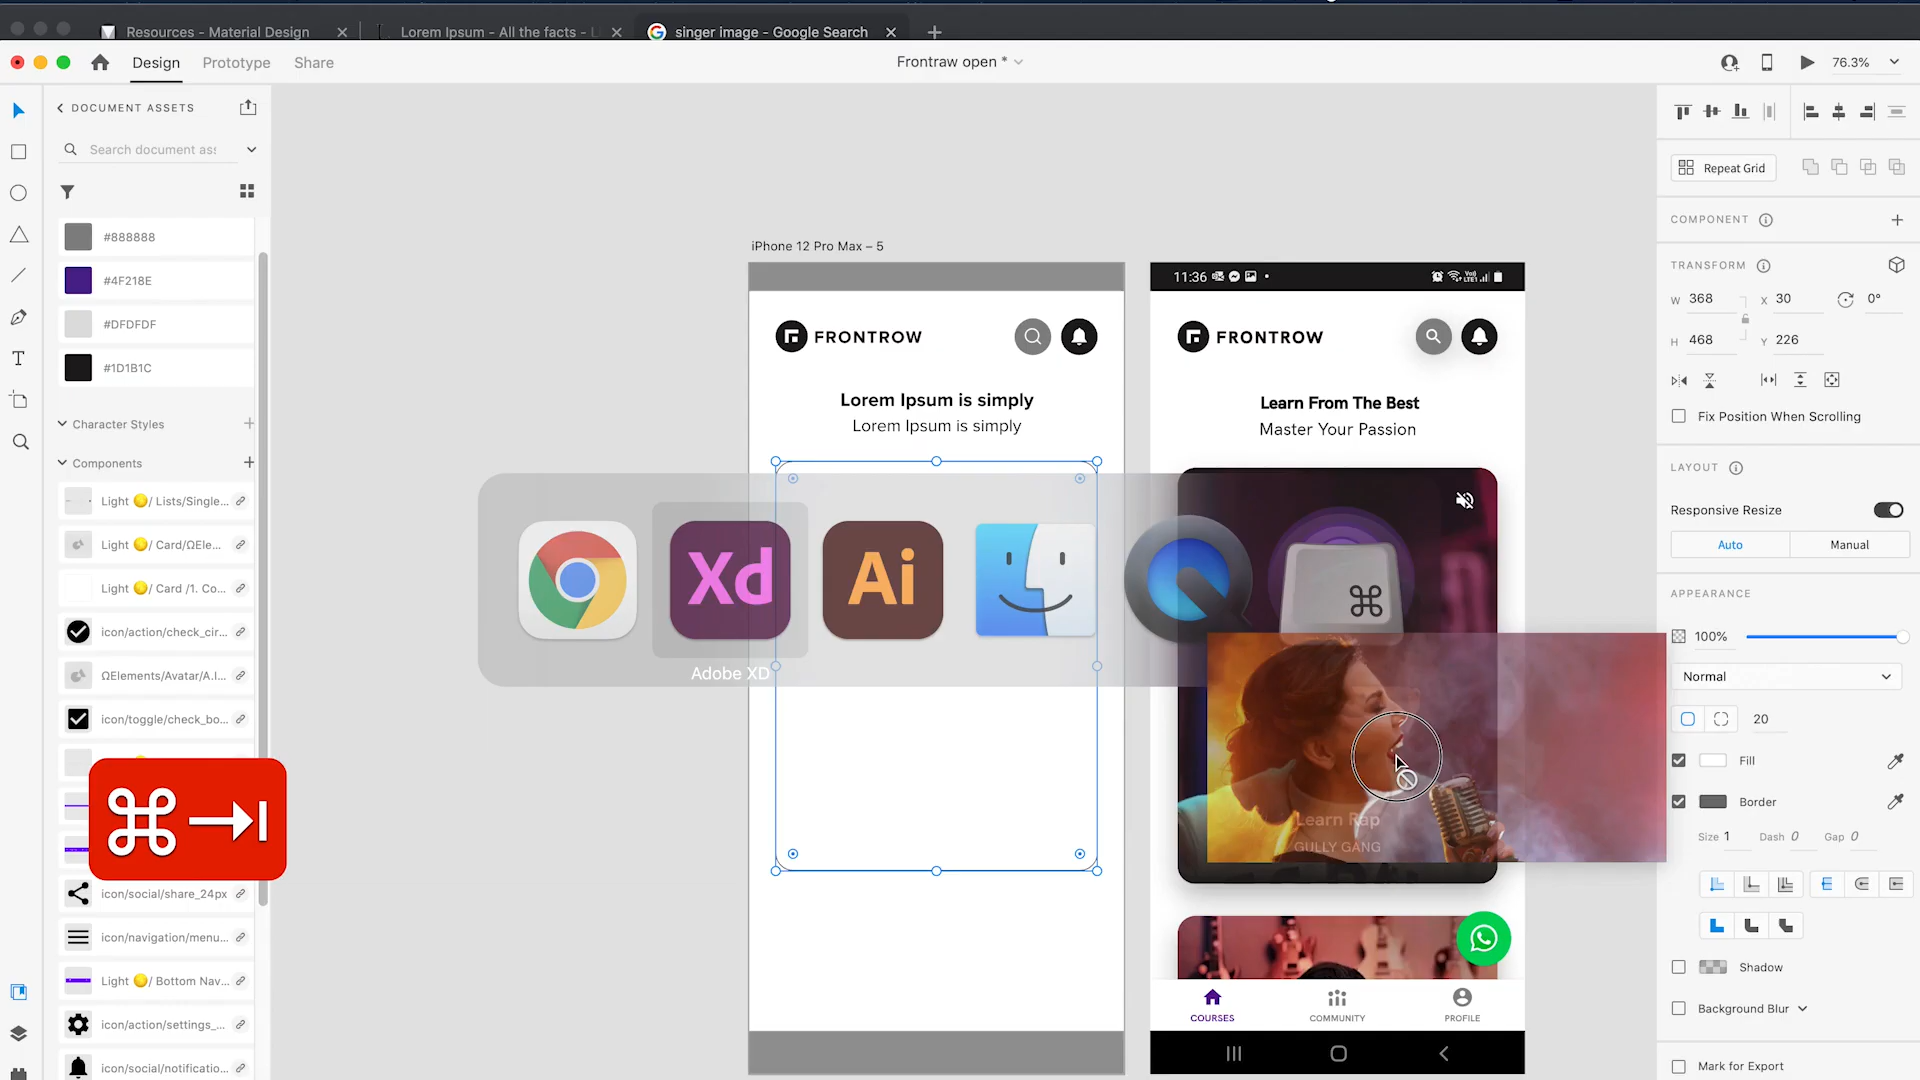 Resources - Material Design
Lorem Ipsum - All the facts - L
singer image - Google Search
Design
Prototype
Share
Frontraw open *
76.3%
DOCUMENT ASSETS
Search document ass
#888888
#4F218E
#DFDFDF
#1D1B1C
Character Styles
Components
Light / Lists/Single...
Light / Card/ΩEle...
Light / Card /1. Co...
icon/action/check_cir...
ΩElements/Avatar/A.I...
icon/toggle/check_bo...
icon/social/share_24px
icon/navigation/menu...
Light / Bottom Nav...
icon/action/settings_...
icon/social/notificatio...
iPhone 12 Pro Max – 5
FRONTROW
Lorem Ipsum is simply
Lorem Ipsum is simply
Xd
Ai
Adobe XD
11:36
FRONTROW
Learn From The Best
Master Your Passion
Learn Rap
GULLY GANG
COURSES
COMMUNITY
PROFILE
Repeat Grid
COMPONENT
TRANSFORM
W 368
X 30
0°
H 468
Y 226
Fix Position When Scrolling
LAYOUT
Responsive Resize
Auto
Manual
APPEARANCE
100%
Normal
20
Fill
Border
Size 1
Dash 0
Gap 0
Shadow
Background Blur
Mark for Export